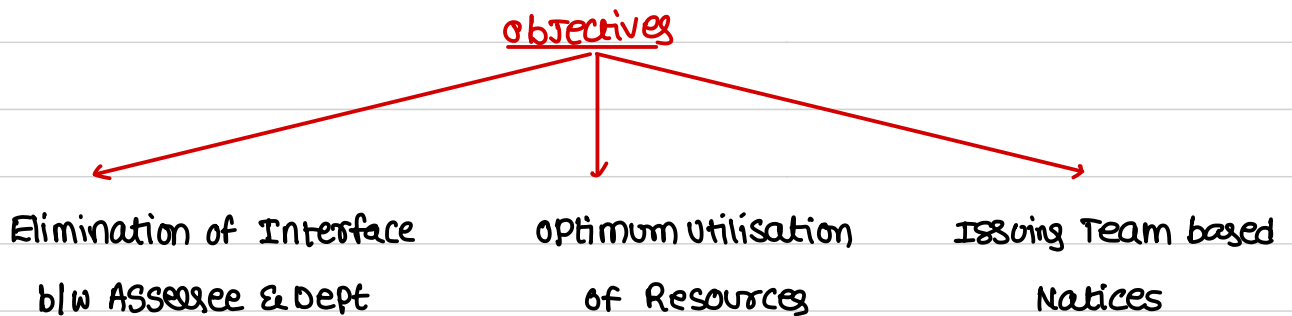 Objectives
Elimination of Interface
b/w Assessee & Dept
Optimum Utilisation
of Resources
Issuing Team based
Notices